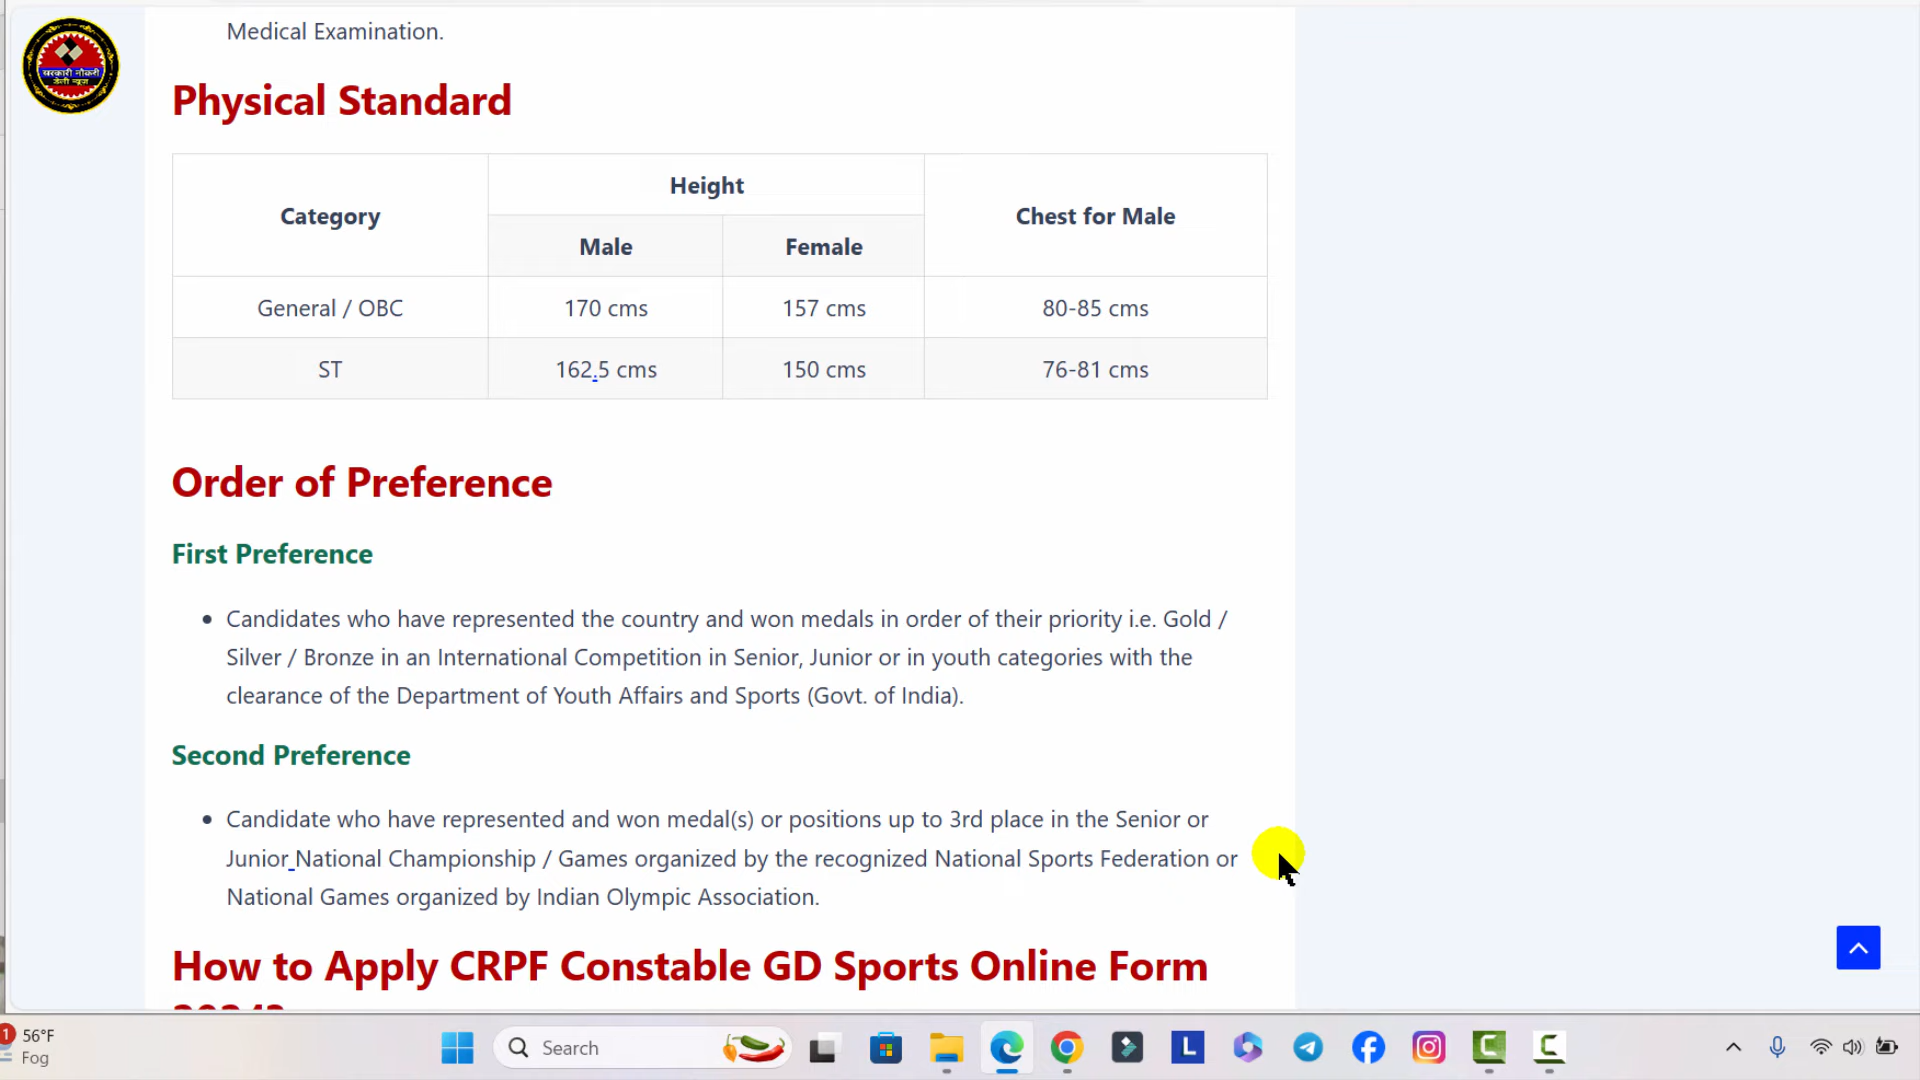 Medical Examination.
सरकारी नौकरी
डेली न्यूज
Physical Standard
Category
Height
Chest for Male
Male
Female
General / OBC
170 cms
157 cms
80-85 cms
ST
162.5 cms
150 cms
76-81 cms
Order of Preference
First Preference
Candidates who have represented the country and won medals in order of their priority i.e. Gold /
Silver / Bronze in an International Competition in Senior, Junior or in youth categories with the
clearance of the Department of Youth Affairs and Sports (Govt. of India).
Second Preference
Candidate who have represented and won medal(s) or positions up to 3rd place in the Senior or
Junior National Championship / Games organized by the recognized National Sports Federation or
National Games organized by Indian Olympic Association.
How to Apply CRPF Constable GD Sports Online Form
1
56°F
Fog
Search
L